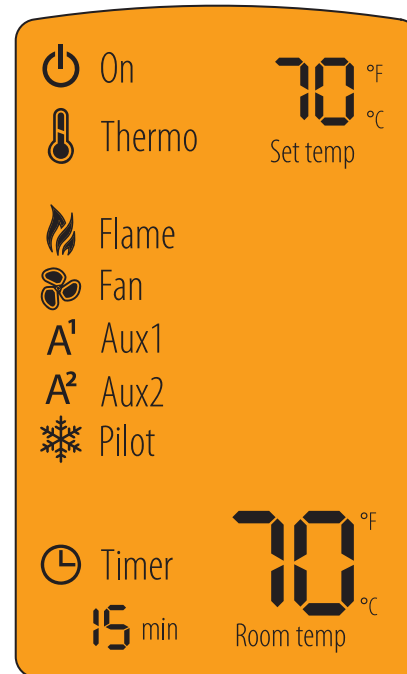 On
70 °F
°C
Set temp
Thermo
Flame
Fan
A¹ Aux1
A² Aux2
Pilot
Timer
15 min
70 °F
°C
Room temp